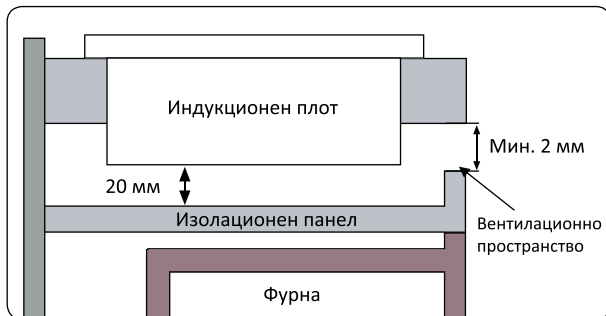 Индукционен плот
Мин. 2 мм
20 мм
Изолационен панел
Вентилационно
пространство
Фурна